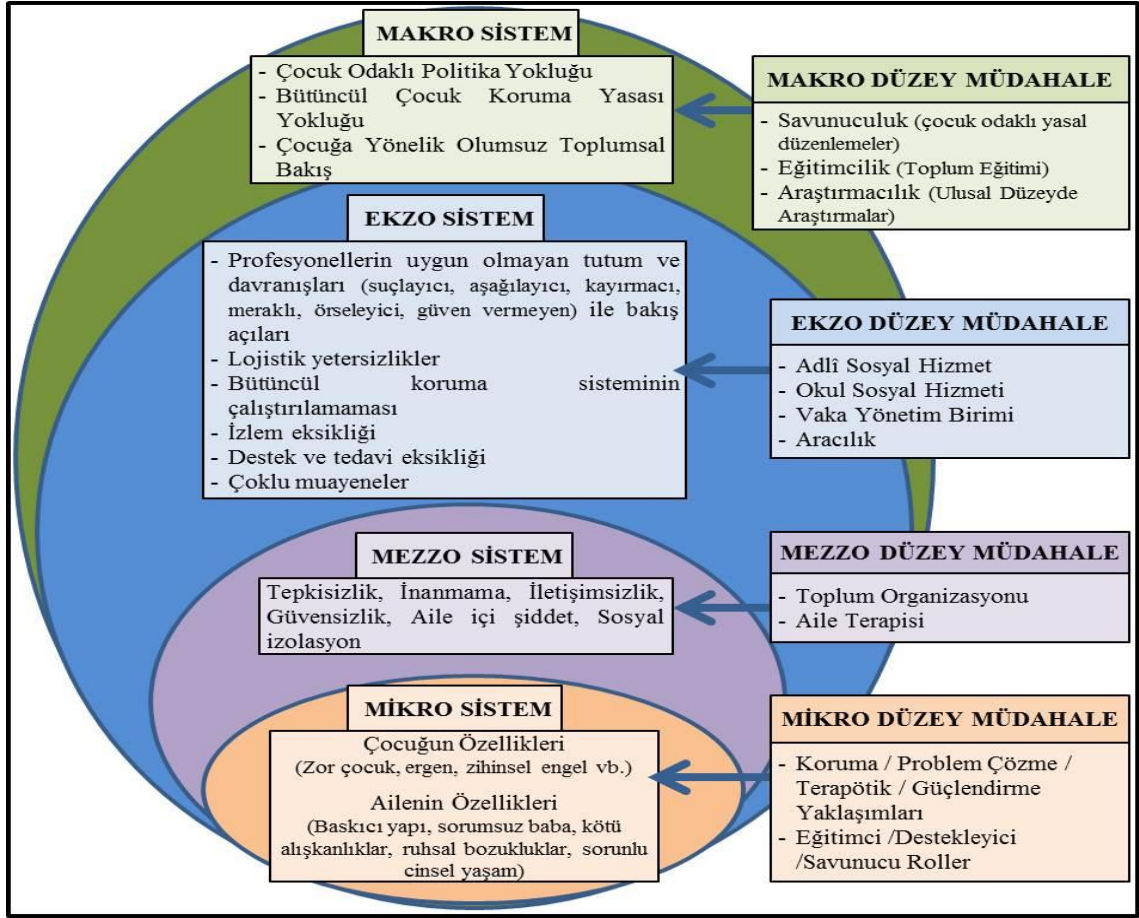 MAKRO SİSTEM
- Çocuk Odaklı Politika Yokluğu
- Bütüncül Çocuk Koruma Yasası
Yokluğu
- Çocuğa Yönelik Olumsuz Toplumsal
Bakış
MAKRO DÜZEY MÜDAHALE
- Savunuculuk (çocuk odaklı yasal
düzenlemeler)
- Eğitimcilik (Toplum Eğitimi)
- Araştırmacılık (Ulusal Düzeyde
Araştırmalar)
EKZO SİSTEM
- Profesyonellerin uygun olmayan tutum ve
davranışları (suçlayıcı, aşağılayıcı, kayırmacı,
meraklı, örseleyici, güven vermeyen) ile bakış
açıları
- Lojistik yetersizlikler
- Bütüncül koruma sisteminin
çalıştırılamaması
- İzlem eksikliği
- Destek ve tedavi eksikliği
- Çoklu muayeneler
EKZO DÜZEY MÜDAHALE
- Adlî Sosyal Hizmet
- Okul Sosyal Hizmeti
- Vaka Yönetim Birimi
- Aracılık
MEZZO SİSTEM
Tepkisizlik, İnanmama, İletişimsizlik,
Güvensizlik, Aile içi şiddet, Sosyal
izolasyon
MEZZO DÜZEY MÜDAHALE
- Toplum Organizasyonu
- Aile Terapisi
MİKRO SİSTEM
Çocuğun Özellikleri
(Zor çocuk, ergen, zihinsel engel vb.)
Ailenin Özellikleri
(Baskıcı yapı, sorumsuz baba, kötü
alışkanlıklar, ruhsal bozukluklar, sorunlu
cinsel yaşam)
MİKRO DÜZEY MÜDAHALE
- Koruma / Problem Çözme /
Terapötik / Güçlendirme
Yaklaşımları
- Eğitimci /Destekleyici
/Savunucu Roller